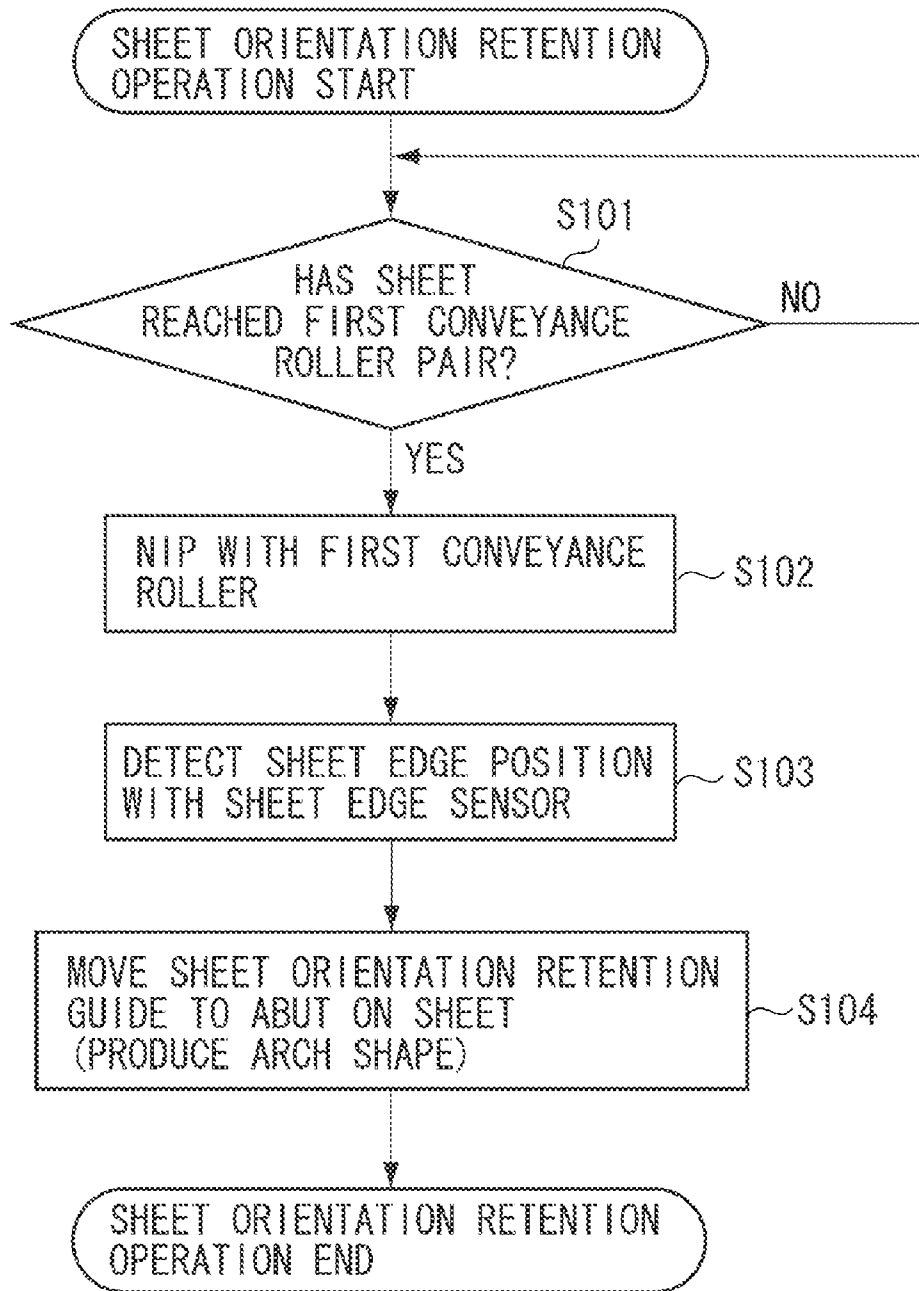 SHEET ORIENTATION RETENTION
OPERATION START
S101
HAS SHEET
REACHED FIRST CONVEYANCE
ROLLER PAIR?
NO
YES
NIP WITH FIRST CONVEYANCE
ROLLER
S102
DETECT SHEET EDGE POSITION
WITH SHEET EDGE SENSOR
S103
MOVE SHEET ORIENTATION RETENTION
GUIDE TO ABUT ON SHEET
(PRODUCE ARCH SHAPE)
S104
SHEET ORIENTATION RETENTION
OPERATION END